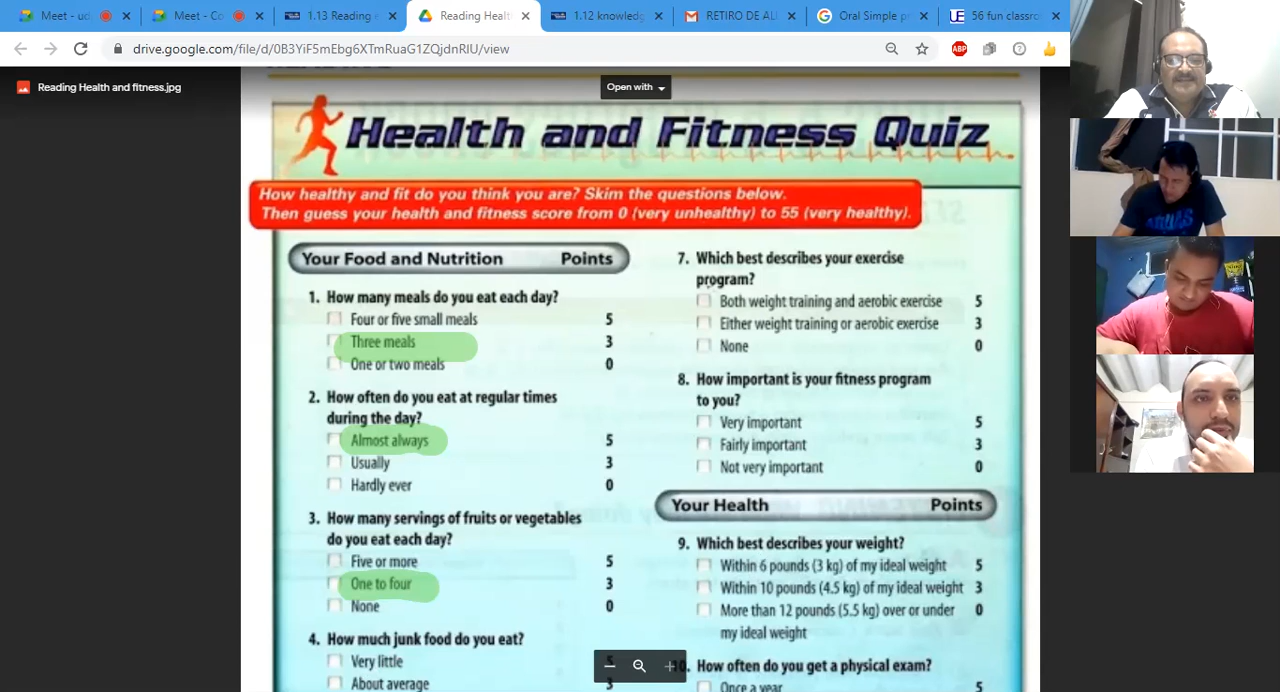 Meet - ud
Meet - Co
1.13 Reading e
Reading Healt
1.12 knowledg
RETIRO DE AL
Oral Simple p
56 fun classro
drive.google.com/file/d/0B3YiF5mEbg6XTmRuaG1ZQjdnRlU/view
ABP
Reading Health and fitness.jpg
Open with
Health and Fitness Quiz
How healthy and fit do you think you are? Skim the questions below.
Then guess your health and fitness score from 0 (very unhealthy) to 55 (very healthy).
Your Food and Nutrition Points
1. How many meals do you eat each day?
Four or five small meals 5
Three meals 3
One or two meals 0
2. How often do you eat at regular times
during the day?
Almost always 5
Usually 3
Hardly ever 0
3. How many servings of fruits or vegetables
do you eat each day?
Five or more 5
One to four 3
None 0
4. How much junk food do you eat?
Very little 5
About average 3
7. Which best describes your exercise
program?
Both weight training and aerobic exercise 5
Either weight training or aerobic exercise 3
None 0
8. How important is your fitness program
to you?
Very important 5
Fairly important 3
Not very important 0
Your Health Points
9. Which best describes your weight?
Within 6 pounds (3 kg) of my ideal weight 5
Within 10 pounds (4.5 kg) of my ideal weight 3
More than 12 pounds (5.5 kg) over or under 0
my ideal weight
10. How often do you get a physical exam?
Once a year 5